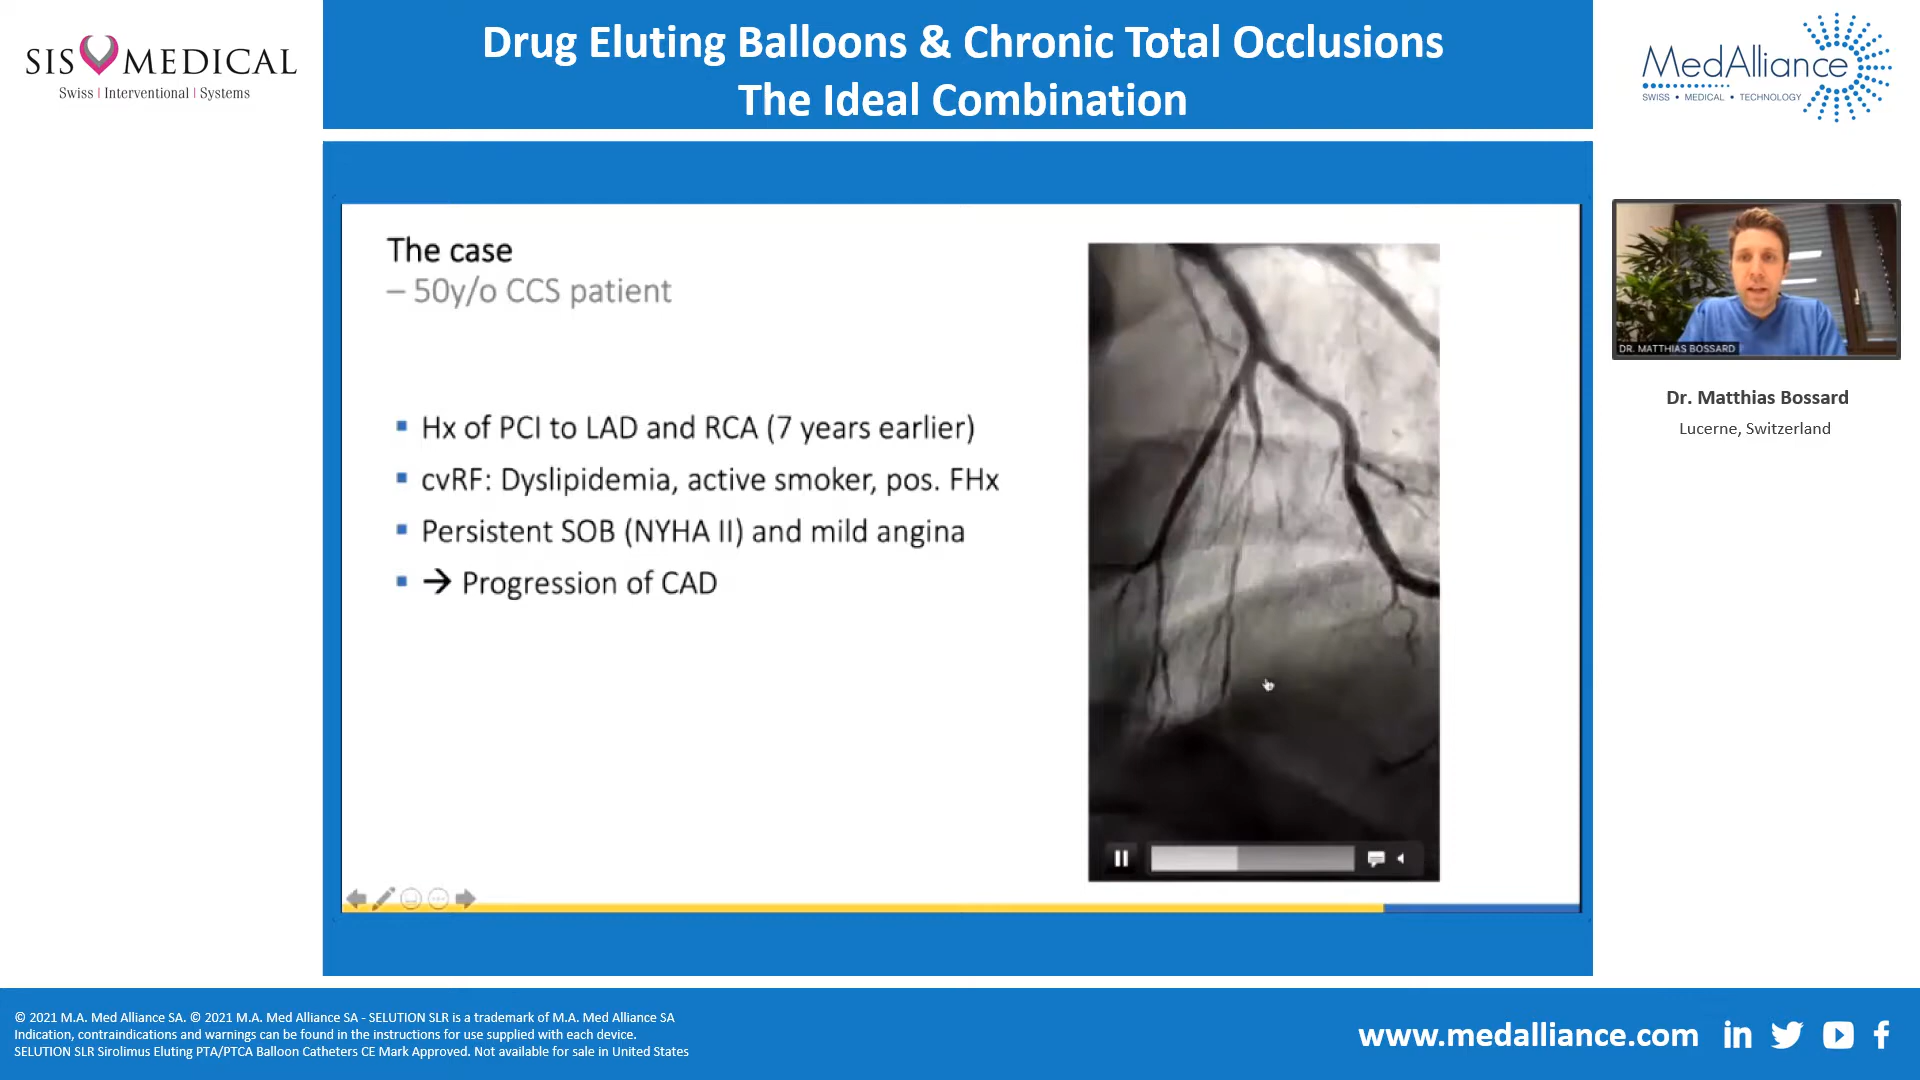 SIS MEDICAL
Swiss | Interventional | Systems
Drug Eluting Balloons & Chronic Total Occlusions
The Ideal Combination
MedAlliance
SWISS • MEDICAL • TECHNOLOGY
The case
– 50y/o CCS patient
▪ Hx of PCI to LAD and RCA (7 years earlier)
▪ cvRF: Dyslipidemia, active smoker, pos. FHx
▪ Persistent SOB (NYHA II) and mild angina
▪ → Progression of CAD
DR. MATTHIAS BOSSARD
Dr. Matthias Bossard
Lucerne, Switzerland
© 2021 M.A. Med Alliance SA. © 2021 M.A. Med Alliance SA - SELUTION SLR is a trademark of M.A. Med Alliance SA
Indication, contraindications and warnings can be found in the instructions for use supplied with each device.
SELUTION SLR Sirolimus Eluting PTA/PTCA Balloon Catheters CE Mark Approved. Not available for sale in United States
www.medalliance.com